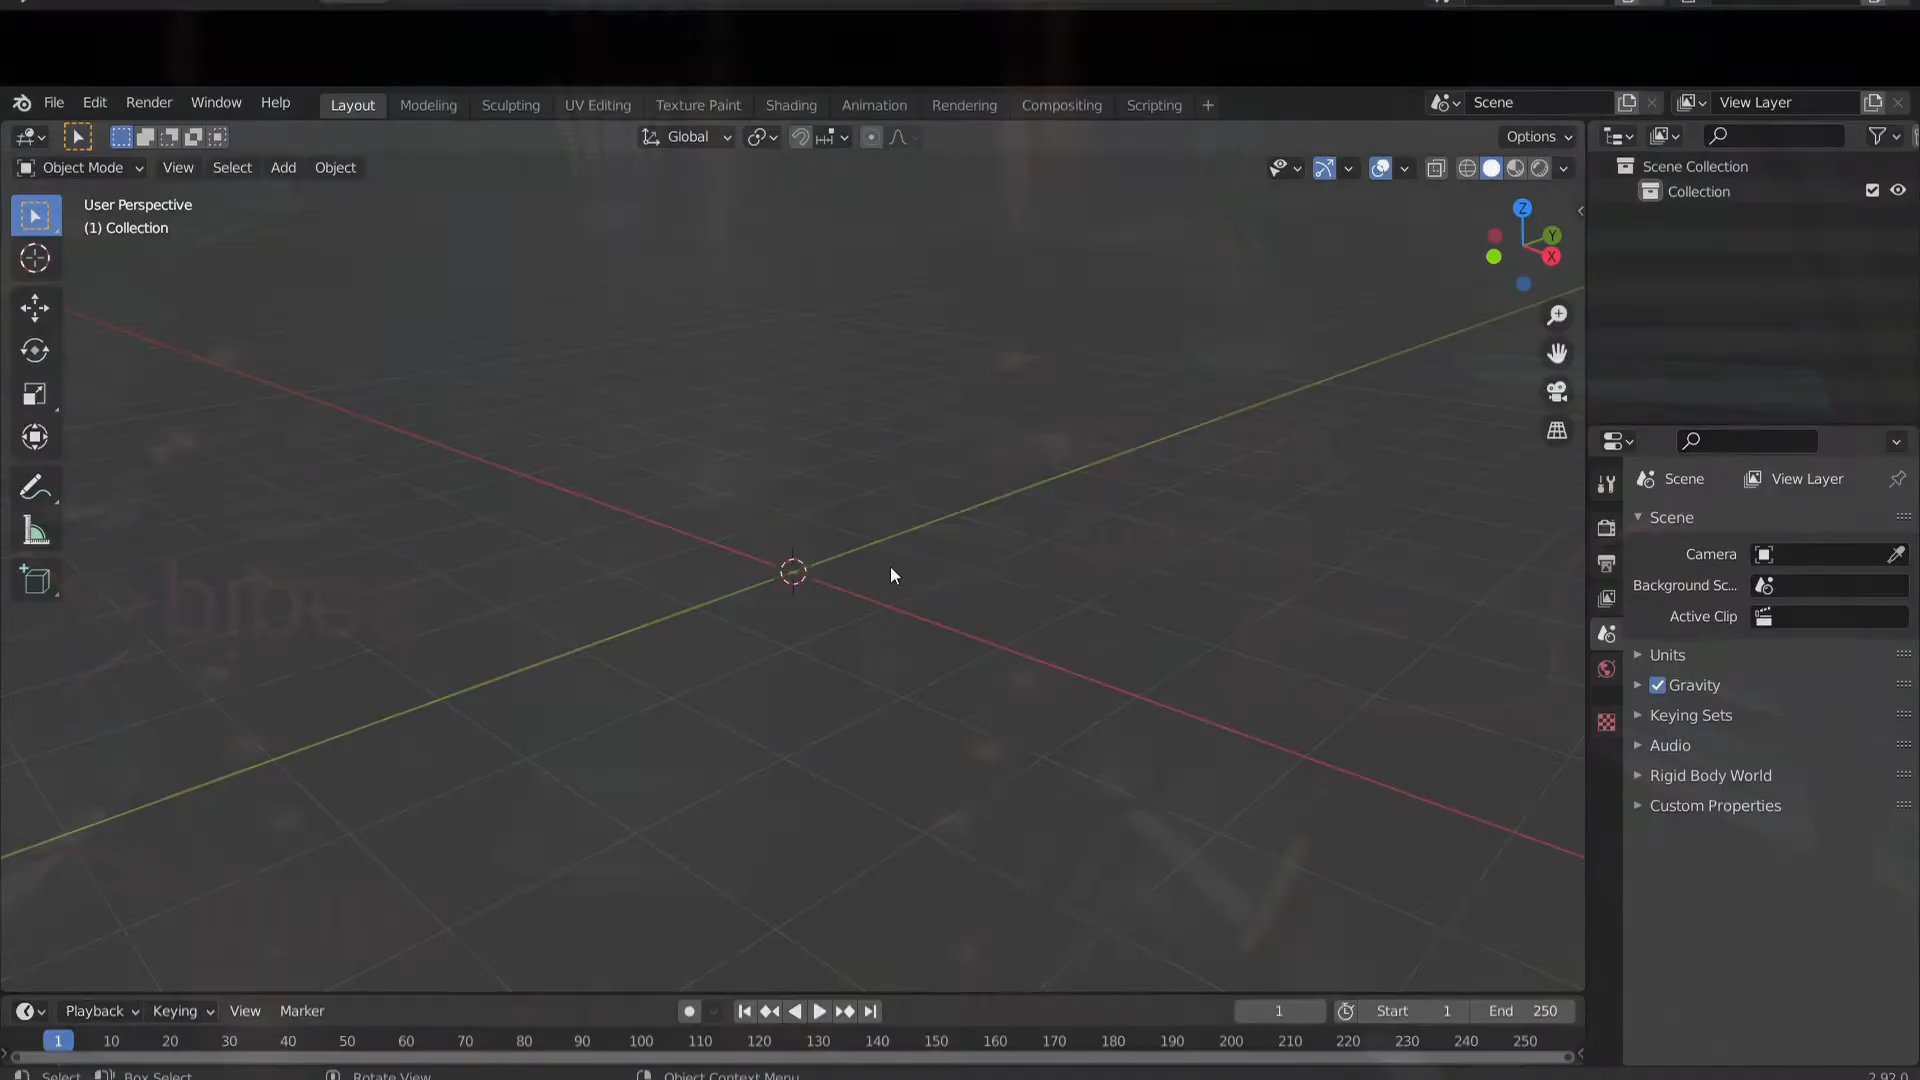 File Edit Render Window Help Layout Modeling Sculpting UV Editing Texture Paint Shading Animation Rendering Compositing Scripting + Scene View Layer
Global Options
Object Mode View Select Add Object
User Perspective
(1) Collection
Z
Y
X
Scene Collection
Collection
Scene View Layer
Scene
Camera
Background Sc...
Active Clip
Units
Gravity
Keying Sets
Audio
Rigid Body World
Custom Properties
Playback Keying View Marker 1 Start 1 End 250
1 10 20 30 40 50 60 70 80 90 100 110 120 130 140 150 160 170 180 190 200 210 220 230 240 250
Select Box Select Rotate View Object Context Menu 2.92.0